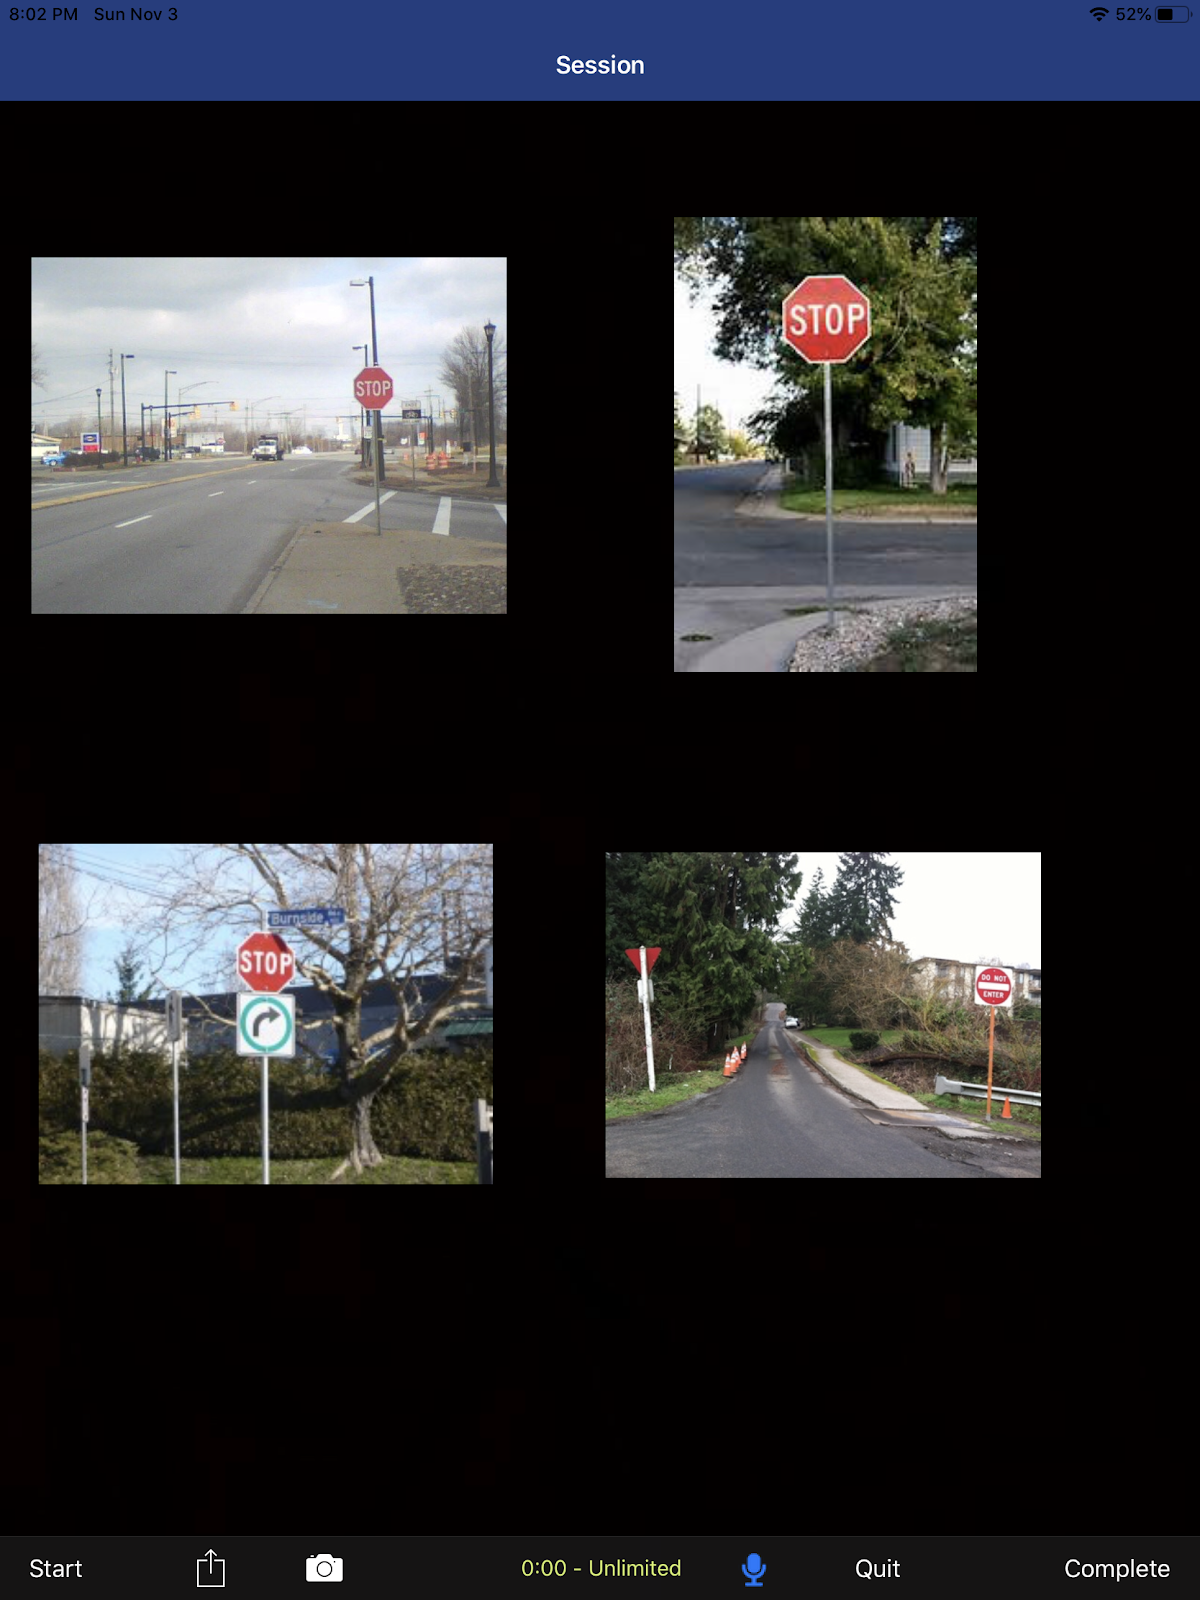 8:02 PM Sun Nov 3
52%
Session
STOP
STOP
Burnside
STOP
DO NOT
ENTER
Start
0:00 - Unlimited
Quit
Complete